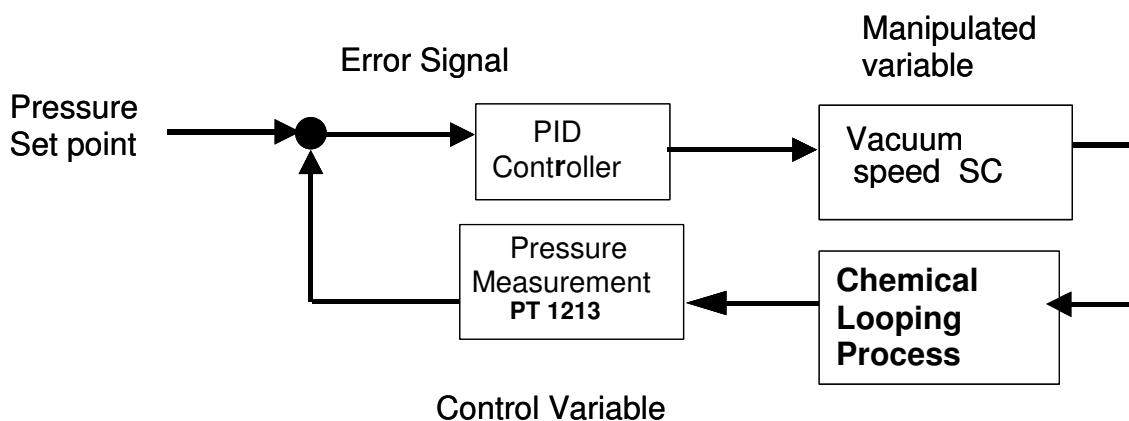 Manipulated
variable
Error Signal
Pressure
Set point
PID
Controller
Vacuum
speed SC
Pressure
Measurement
PT 1213
Chemical
Looping
Process
Control Variable